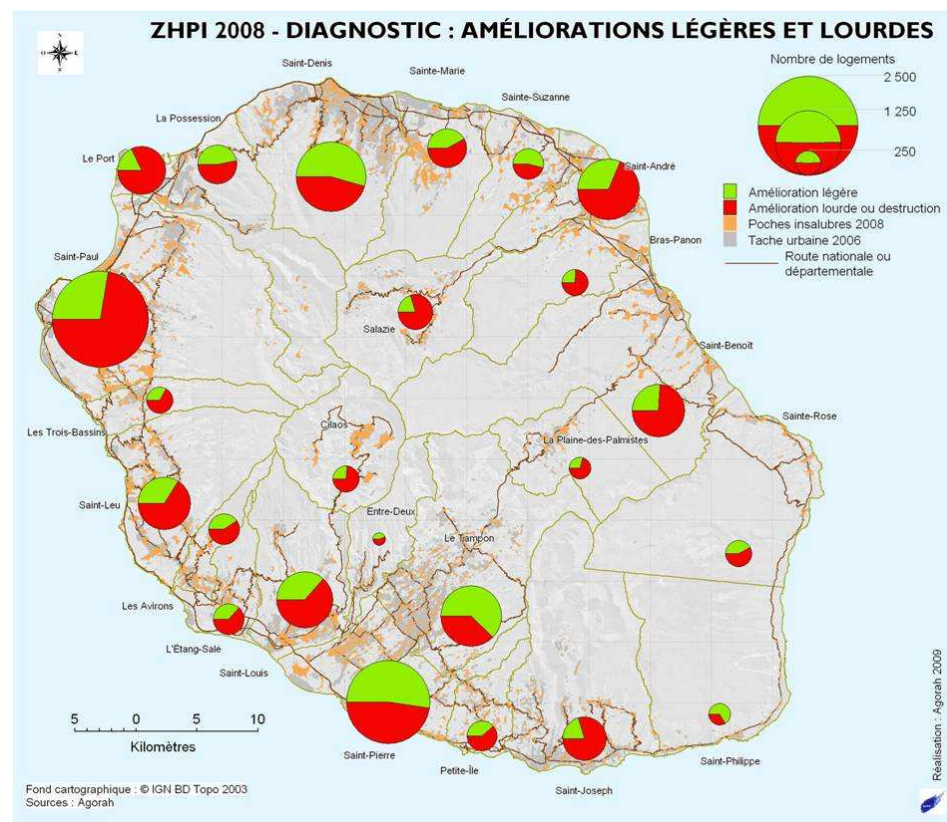 ZHPI 2008 - DIAGNOSTIC : AMÉLIORATIONS LÉGÈRES ET LOURDES
N
O
E
S
Nombre de logements
2 500
1 250
250
Amélioration légère
Amélioration lourde ou destruction
Poches insalubres 2008
Tache urbaine 2006
Route nationale ou
départementale
Saint-Denis
Sainte-Marie
Sainte-Suzanne
La Possession
Le Port
Saint-André
Bras-Panon
Saint-Paul
Salazie
Saint-Benoît
Les Trois-Bassins
Cilaos
Sainte-Rose
La Plaine-des-Palmistes
Saint-Leu
Entre-Deux
Le Tampon
Les Avirons
L'Étang-Sale
Saint-Louis
Saint-Pierre
Petite-Île
Saint-Joseph
Saint-Philippe
5 0 5 10
Kilomètres
Fond cartographique : © IGN BD Topo 2003
Sources : Agorah
Réalisation : Agorah 2009